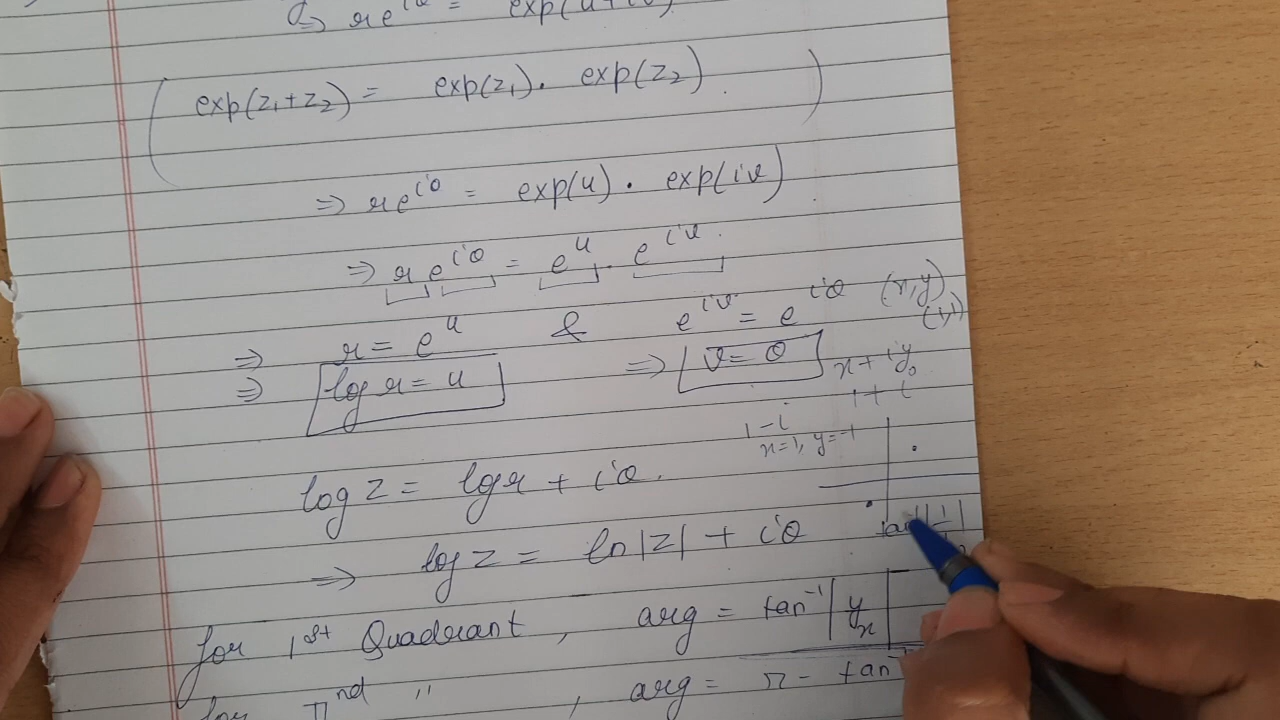 ⇒ re^{iθ} = exp(u+iv)
(exp(z₁+z₂) = exp(z₁). exp(z₂).)
⇒ re^{iθ} = exp(u) . exp(iv)
⇒ r e^{iθ} = e^u . e^{iv}.
⇒ r = e^u & e^{iv} = e^{iθ} (x,y)
(1,1)
⇒ log r = u ⇒ v = θ x + iy
1 + i
1 - i
x=1, y=-1
log z = log r + iθ.
⇒ log z = ln|z| + iθ
for 1st Quadrant, arg = tan⁻¹|y/x
for IInd ", arg = π - tan⁻